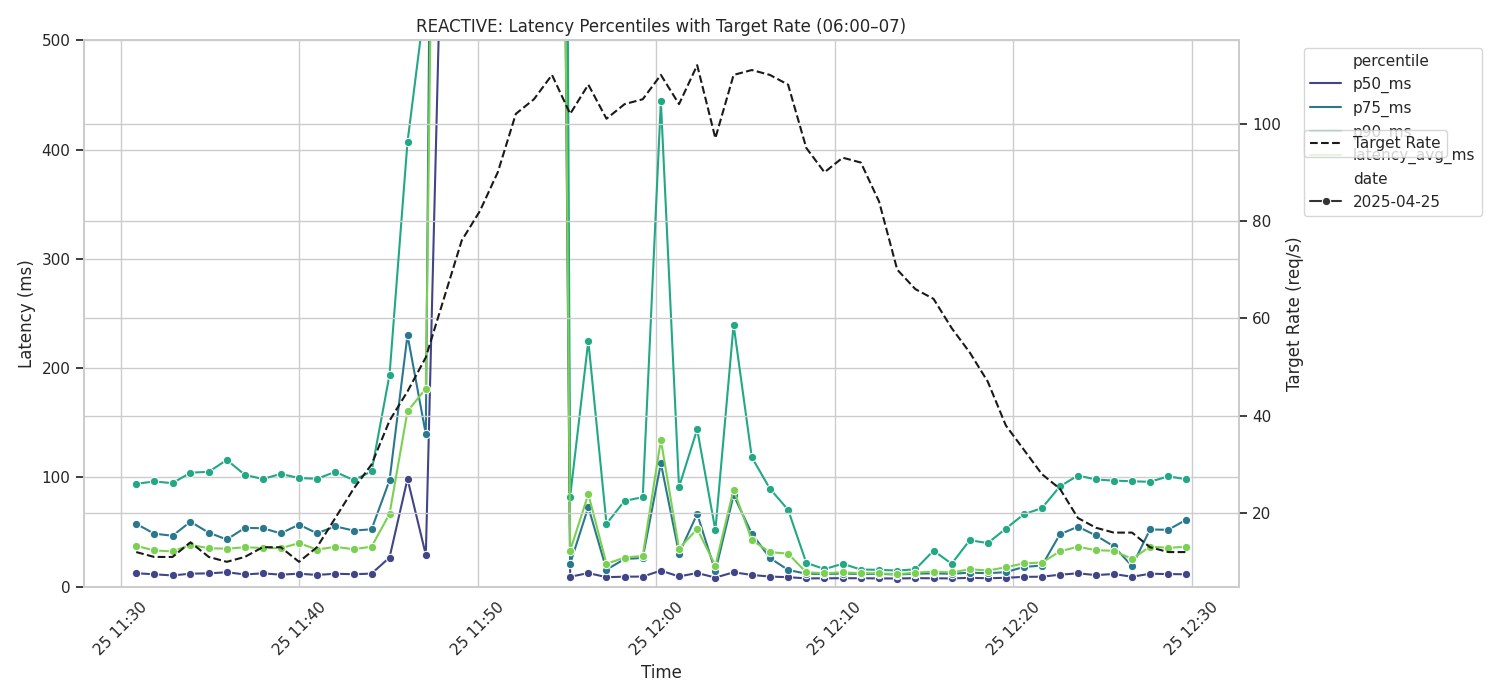 REACTIVE: Latency Percentiles with Target Rate (06:00–07)
500
400
300
200
100
0
Latency (ms)
100
80
60
40
20
Target Rate (req/s)
25 11:30
25 11:40
25 11:50
25 12:00
25 12:10
25 12:20
25 12:30
Time
percentile
p50_ms
p75_ms
p90_ms
Target Rate
latency_avg_ms
date
2025-04-25